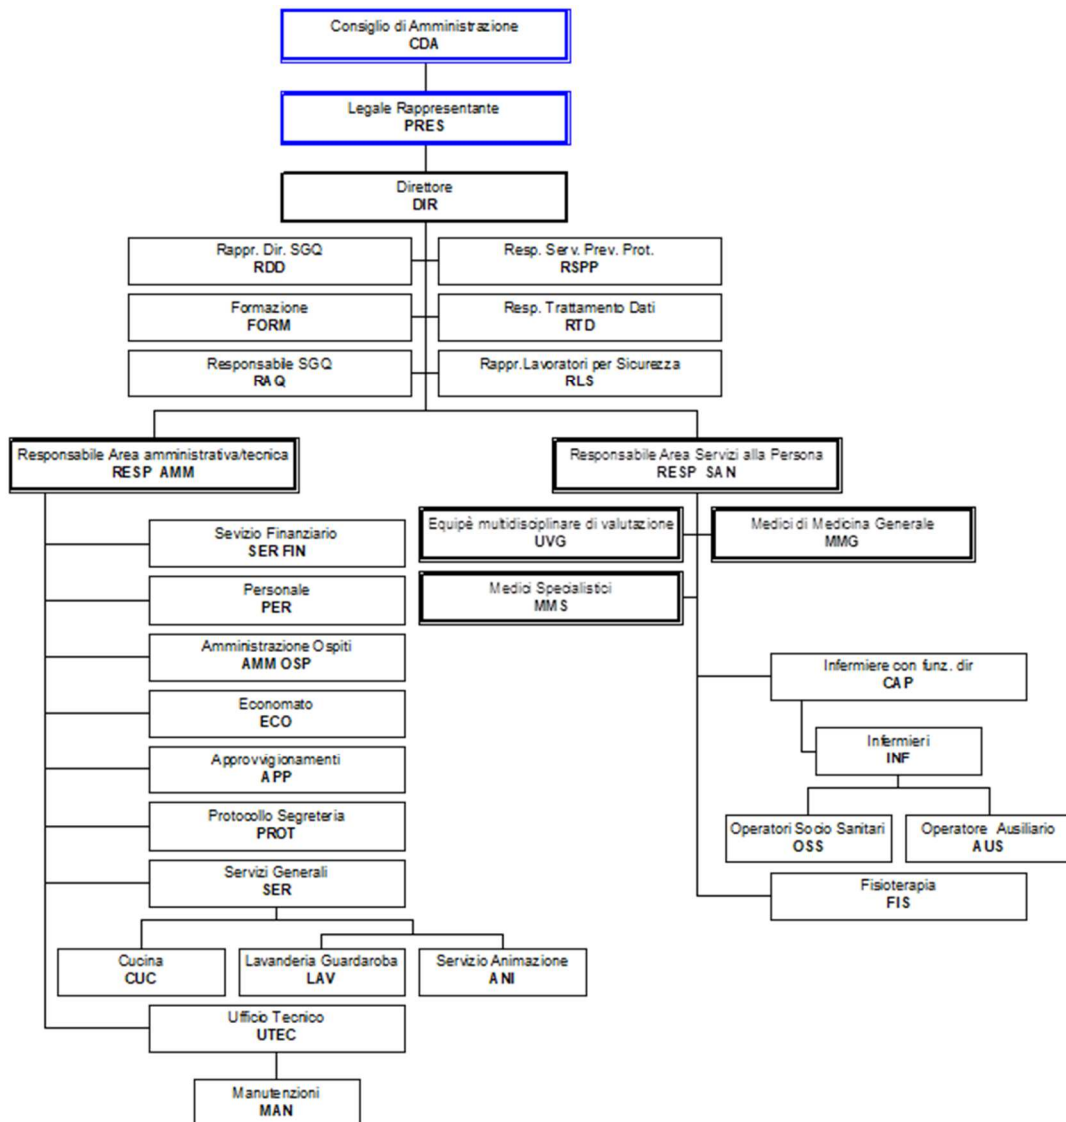 Consiglio di Amministrazione
CDA
Legale Rappresentante
PRES
Direttore
DIR
Rappr. Dir. SGQ
RDD
Resp. Serv. Prev. Prot.
RSPP
Formazione
FORM
Resp. Trattamento Dati
RTD
Responsabile SGQ
RAQ
Rappr.Lavoratori per Sicurezza
RLS
Responsabile Area amministrativa/tecnica
RESP AMM
Responsabile Area Servizi alla Persona
RESP SAN
Equipè multidisciplinare di valutazione
UVG
Medici di Medicina Generale
MMG
Medici Specialistici
MMS
Sevizio Finanziario
SER FIN
Personale
PER
Amministrazione Ospiti
AMM OSP
Economato
ECO
Approvvigionamenti
APP
Protocollo Segreteria
PROT
Servizi Generali
SER
Cucina
CUC
Lavanderia Guardaroba
LAV
Servizio Animazione
ANI
Ufficio Tecnico
UTEC
Manutenzioni
MAN
Infermiere con funz. dir
CAP
Infermieri
INF
Operatori Socio Sanitari
OSS
Operatore Ausiliario
AUS
Fisioterapia
FIS